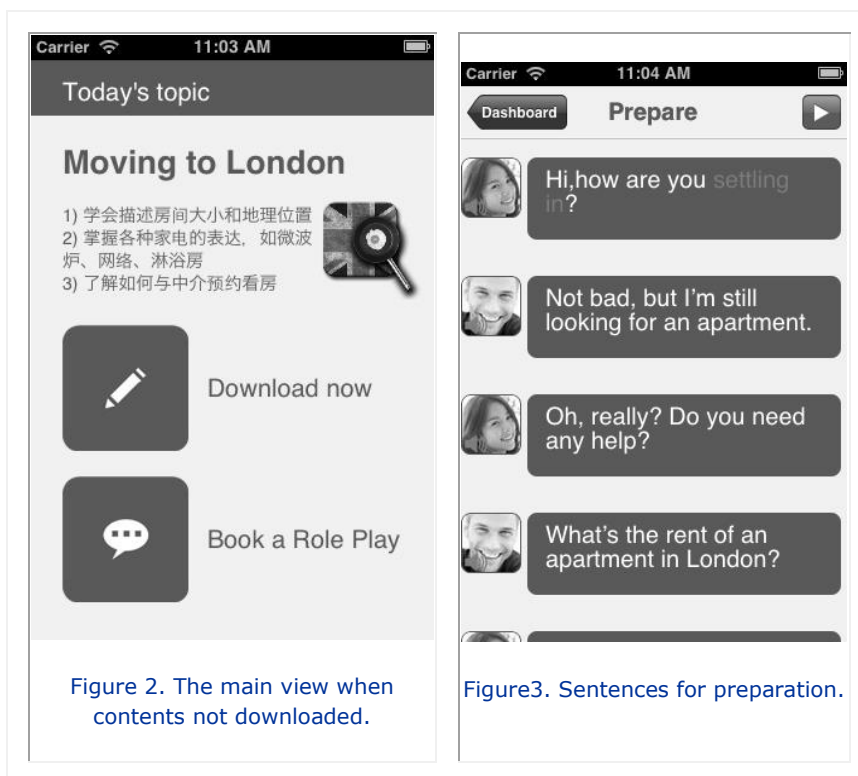 Carrier 11:03 AM
Today's topic
Moving to London
1) 学会描述房间大小和地理位置
2) 掌握各种家电的表达，如微波
炉、网络、淋浴房
3) 了解如何与中介预约看房
Download now
Book a Role Play
Figure 2. The main view when
contents not downloaded.
Carrier 11:04 AM
Dashboard Prepare
Hi,how are you settling
in?
Not bad, but I'm still
looking for an apartment.
Oh, really? Do you need
any help?
What's the rent of an
apartment in London?
Figure3. Sentences for preparation.